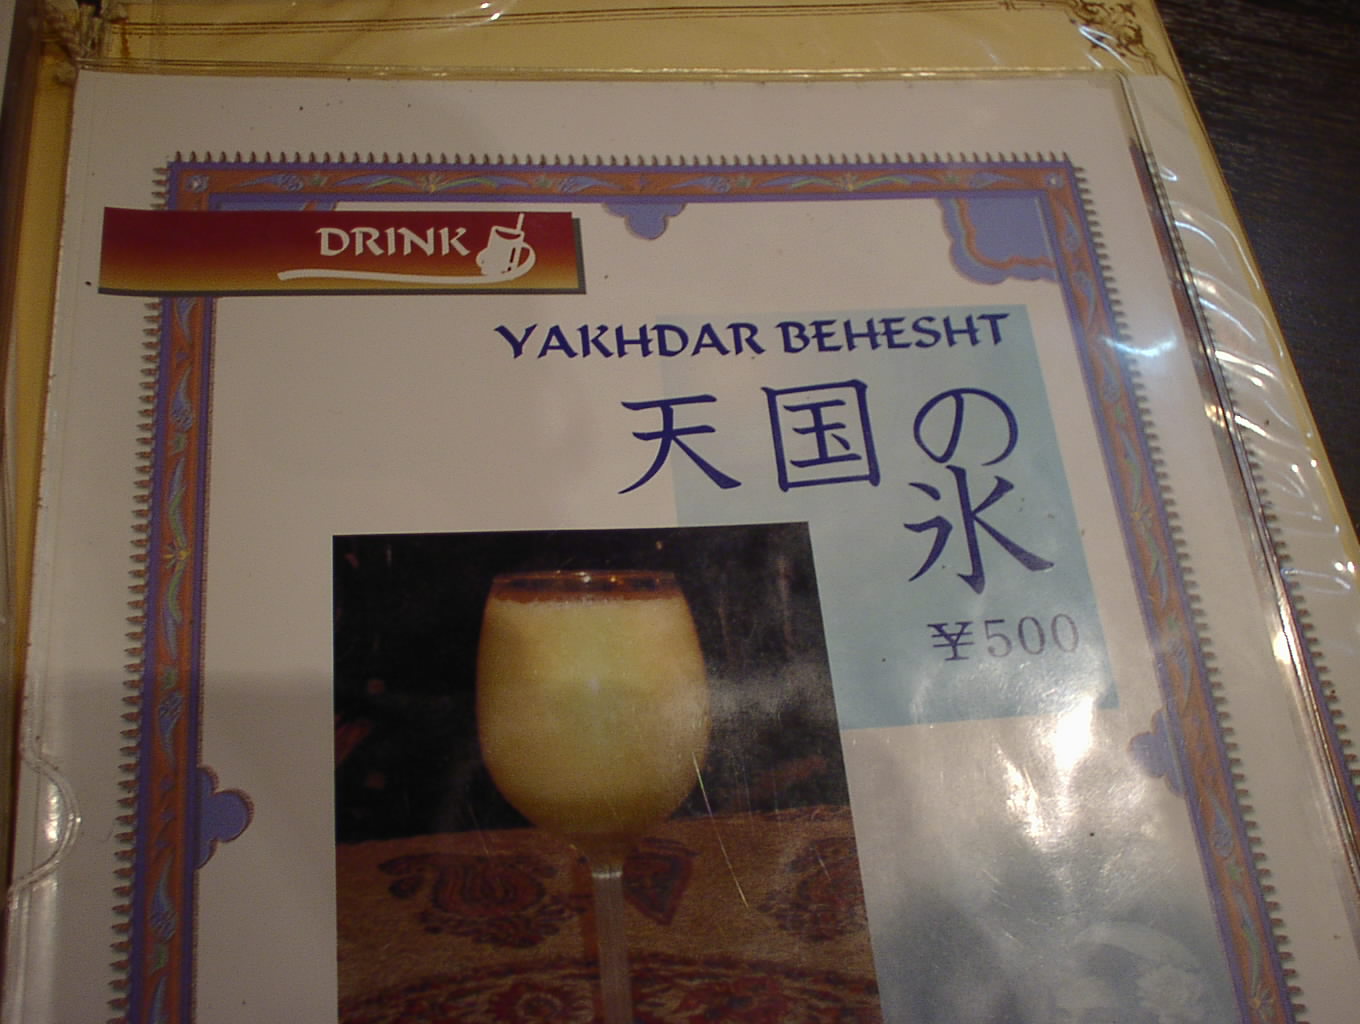 DRINK
YAKHDAR BEHESHT
天国の
氷
¥500